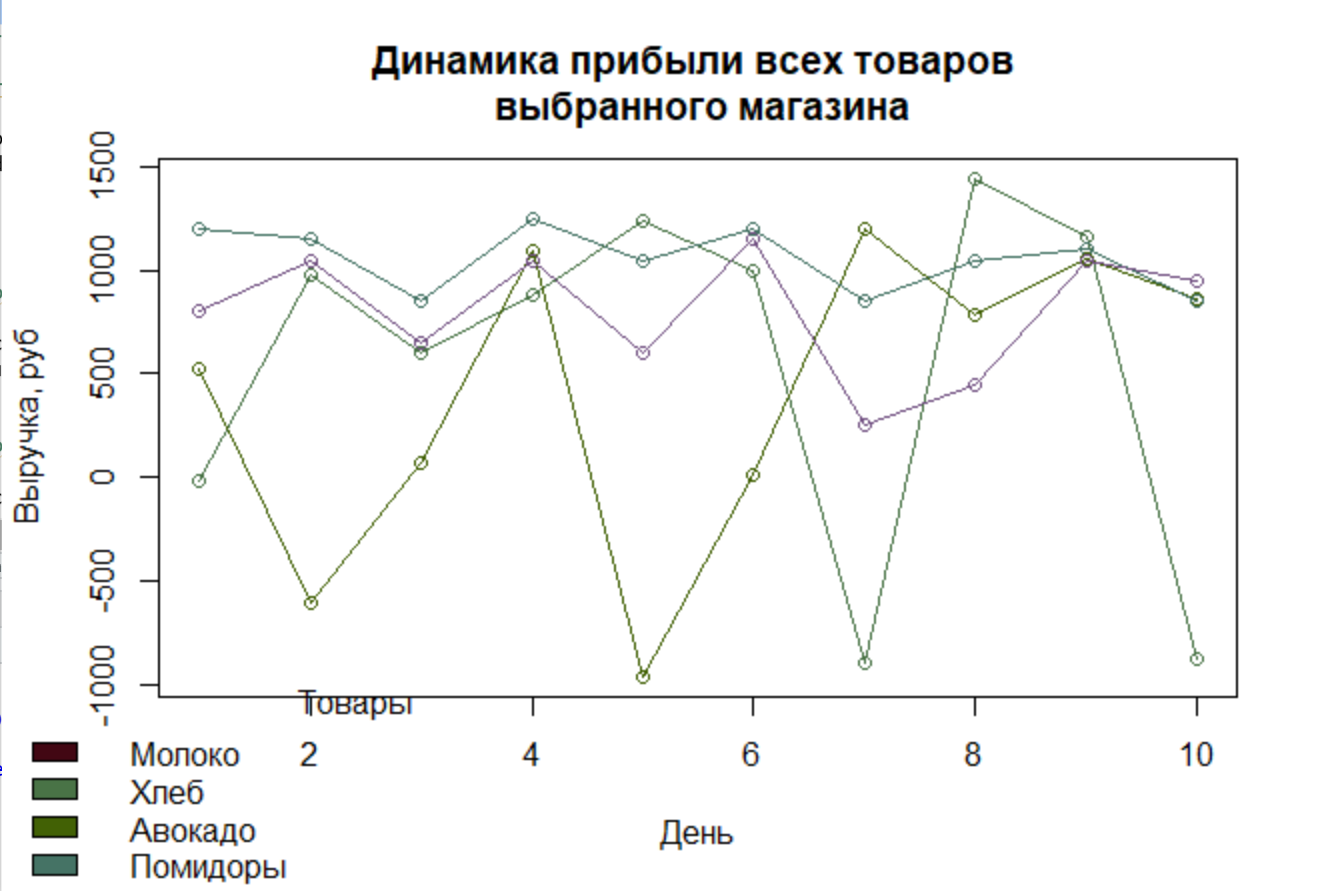 Динамика прибыли всех товаров
выбранного магазина
Выручка, руб
1500
1000
500
0
-500
-1000
Товары
2
4
6
8
10
День
Молоко
Хлеб
Авокадо
Помидоры